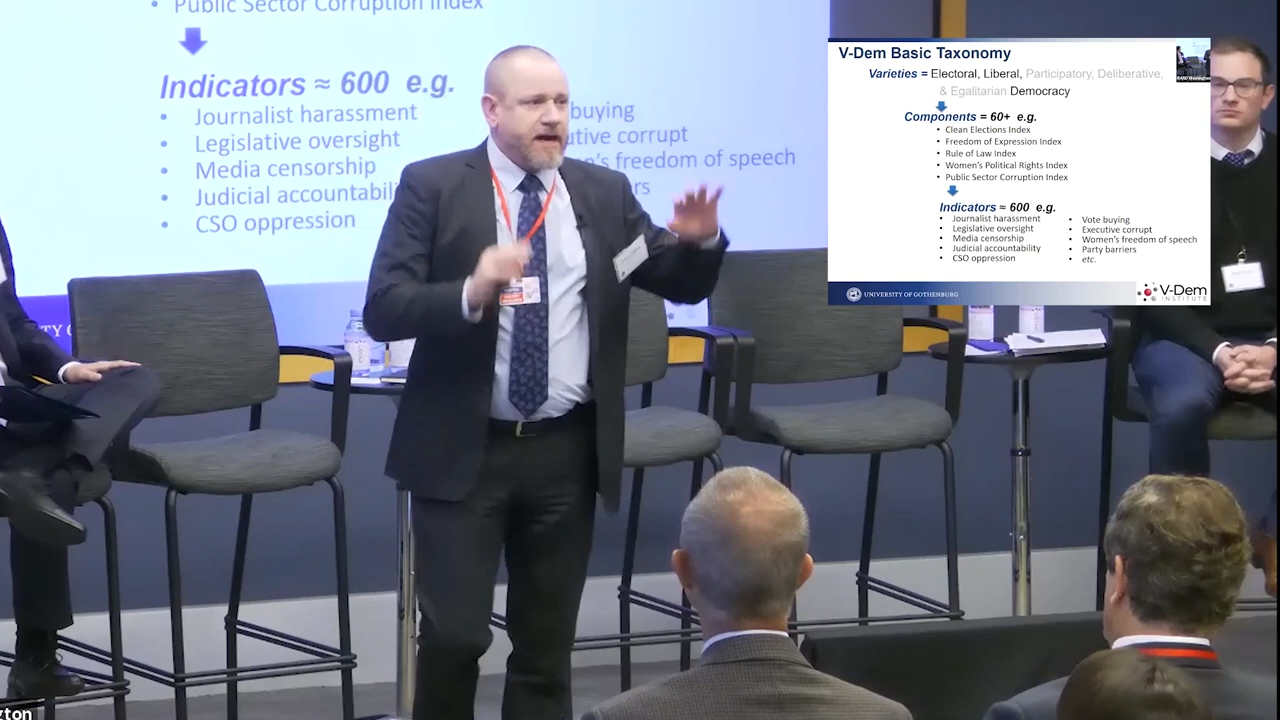 Public Sector Corruption Index
Indicators ≈ 600 e.g.
• Journalist harassment
• Legislative oversight
• Media censorship
• Judicial accountabili
• CSO oppression
buying
utive corrupt
n's freedom of speech
rs
V-Dem Basic Taxonomy
Varieties = Electoral, Liberal, Participatory, Deliberative,
& Egalitarian Democracy
Components = 60+ e.g.
• Clean Elections Index
• Freedom of Expression Index
• Rule of Law Index
• Women's Political Rights Index
• Public Sector Corruption Index
Indicators ≈ 600 e.g.
• Journalist harassment
• Legislative oversight
• Media censorship
• Judicial accountability
• CSO oppression
• Vote buying
• Executive corrupt
• Women's freedom of speech
• Party barriers
• etc.
UNIVERSITY OF GOTHENBURG
V-Dem
INSTITUTE
TY
gton